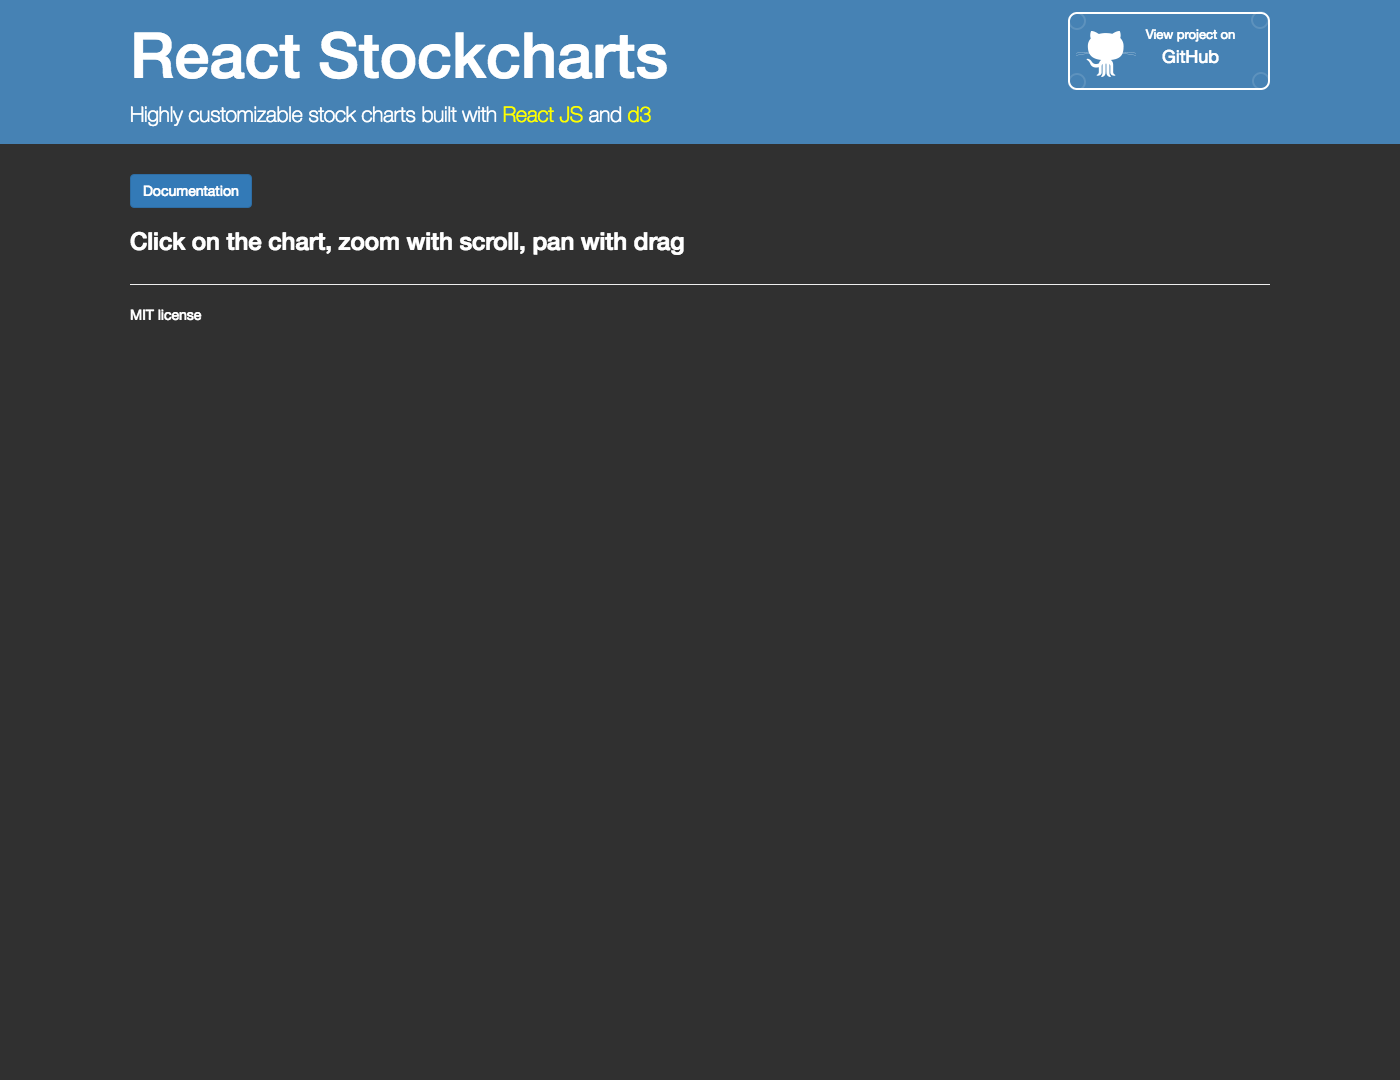 React Stockcharts
View project on
GitHub
Highly customizable stock charts built with React JS and d3
Documentation
Click on the chart, zoom with scroll, pan with drag
MIT license